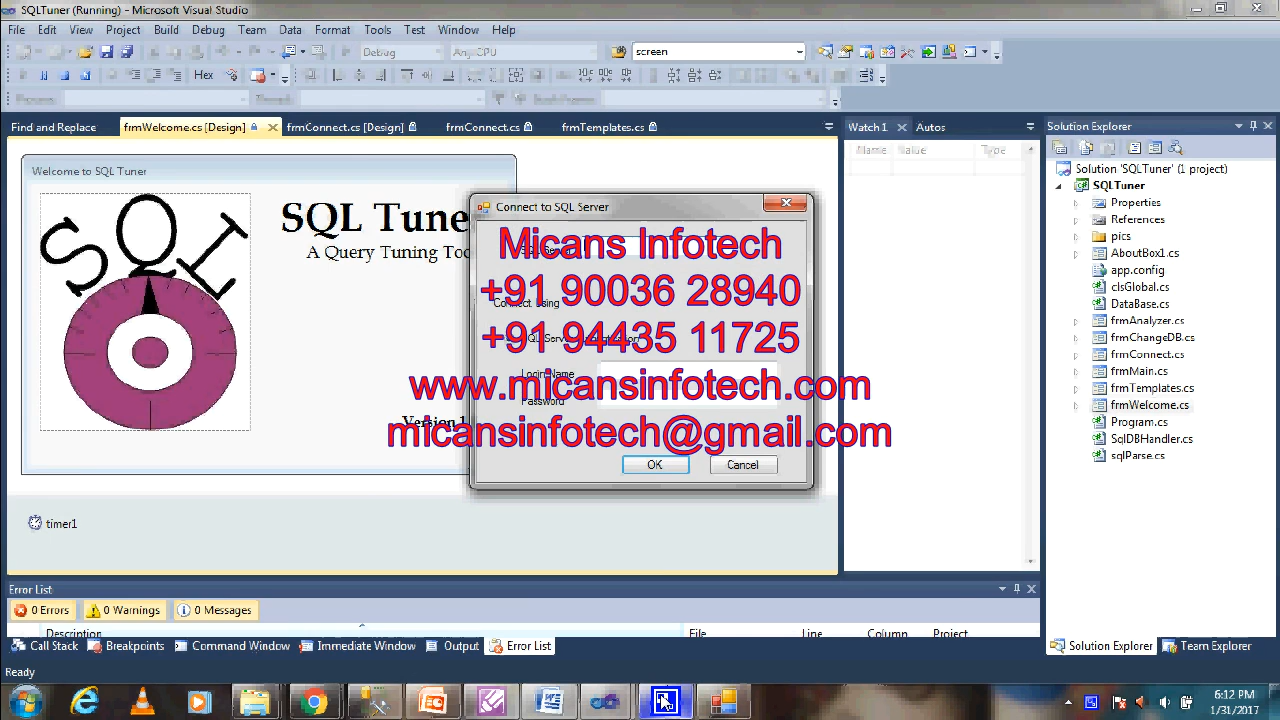 SQLTuner (Running) - Microsoft Visual Studio
File Edit View Project Build Debug Team Data Format Tools Test Window Help
Debug Any CPU screen
Hex
Find and Replace frmWelcome.cs [Design] frmConnect.cs [Design] frmConnect.cs frmTemplates.cs
Watch 1 Autos
Name Value Type
Solution Explorer
Solution 'SQLTuner' (1 project)
SQLTuner
Properties
References
pics
AboutBox1.cs
app.config
clsGlobal.cs
DataBase.cs
frmAnalyzer.cs
frmChangeDB.cs
frmConnect.cs
frmMain.cs
frmTemplates.cs
frmWelcome.cs
Program.cs
SqlDBHandler.cs
sqlParse.cs
Welcome to SQL Tuner
SQL
SQL Tune
A Query Tuning Too
Version 1
Connect to SQL Server
Micans Infotech
+91 90036 28940
Connect Using
+91 94435 11725
Login Name
www.micansinfotech.com
Password
micansinfotech@gmail.com
OK Cancel
timer1
Error List
0 Errors 0 Warnings 0 Messages
Description File Line Column Project
Call Stack Breakpoints Command Window Immediate Window Output Error List
Solution Explorer Team Explorer
Ready
6:12 PM
1/31/2017